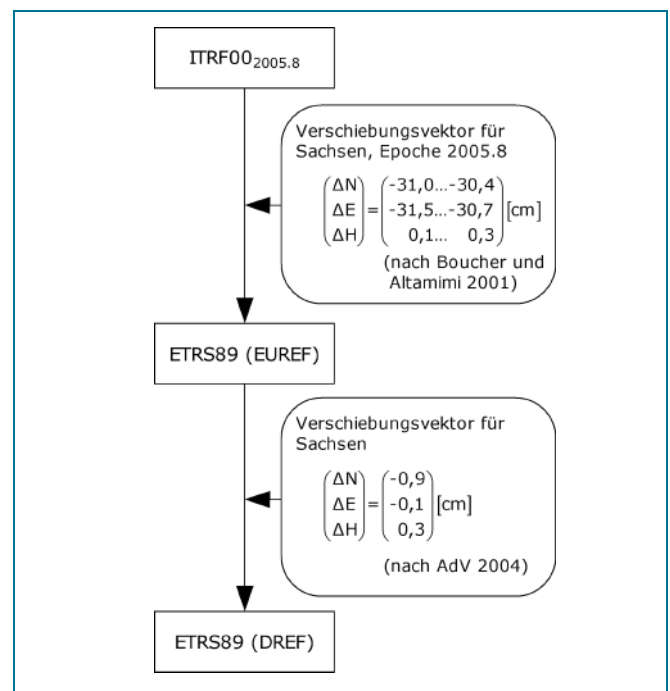 ITRF00₂₀₀₅.₈
Verschiebungsvektor für
Sachsen, Epoche 2005.8
(ΔN) (-31,0...-30,4)
(ΔE) = (-31,5...-30,7) [cm]
(ΔH) (0,1... 0,3)
(nach Boucher und
Altamimi 2001)
ETRS89 (EUREF)
Verschiebungsvektor für
Sachsen
(ΔN) (-0,9)
(ΔE) = (-0,1) [cm]
(ΔH) (0,3)
(nach AdV 2004)
ETRS89 (DREF)